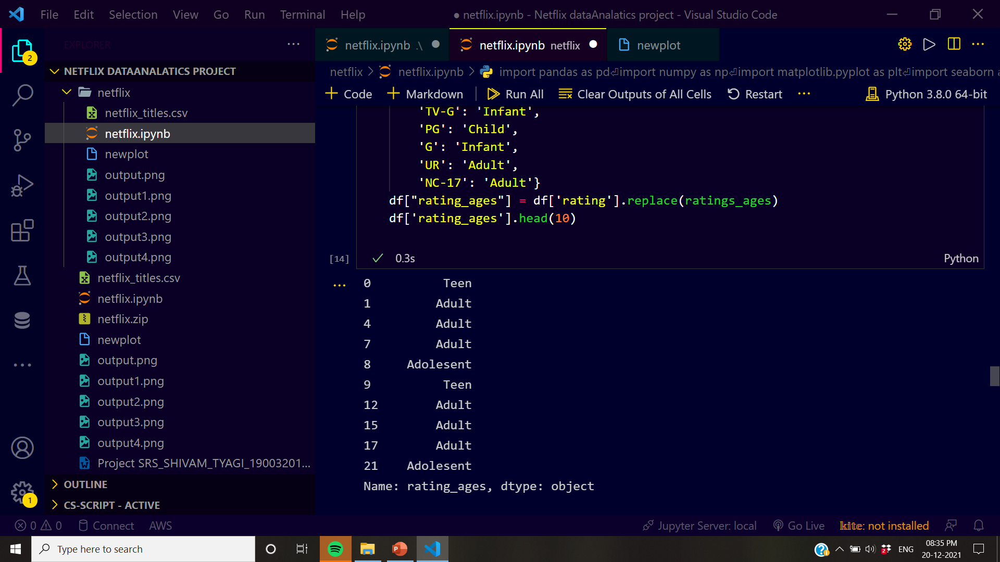 File Edit Selection View Go Run Terminal Help
● netflix.ipynb - Netflix dataAnalatics project - Visual Studio Code
2
EXPLORER
netflix.ipynb .\
netflix.ipynb netflix
newplot
NETFLIX DATAANALATICS PROJECT
netflix > netflix.ipynb > import pandas as pd⏎import numpy as np⏎import matplotlib.pyplot as plt⏎import seaborn a
+ Code + Markdown Run All Clear Outputs of All Cells Restart ... Python 3.8.0 64-bit
netflix
netflix_titles.csv
netflix.ipynb
newplot
output.png
output1.png
output2.png
output3.png
output4.png
netflix_titles.csv
netflix.ipynb
netflix.zip
newplot
output.png
output1.png
output2.png
output3.png
output4.png
Project SRS_SHIVAM_TYAGI_19003201...
OUTLINE
CS-SCRIPT - ACTIVE
1
'TV-G': 'Infant',
'PG': 'Child',
'G': 'Infant',
'UR': 'Adult',
'NC-17': 'Adult'}
df["rating_ages"] = df['rating'].replace(ratings_ages)
df['rating_ages'].head(10)
[14] ✓ 0.3s Python
0 Teen
1 Adult
4 Adult
7 Adult
8 Adolesent
9 Teen
12 Adult
15 Adult
17 Adult
21 Adolesent
Name: rating_ages, dtype: object
0 0 Connect AWS
Jupyter Server: local Go Live kite: not installed
Type here to search
P
2
ENG
08:35 PM
20-12-2021